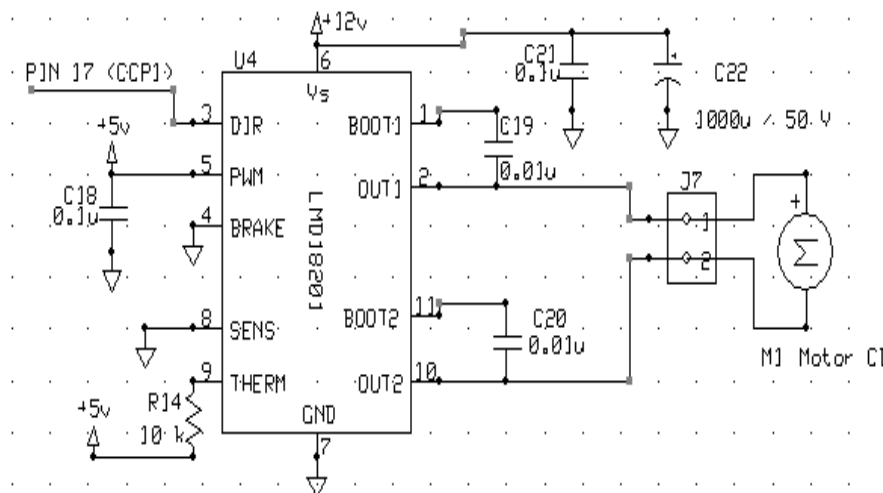 +12v
U4
6
Vs
C21
0.1u
C22
1000u / 50 V
PIN 17 (CCP1)
3
DIR
BOOT1
1
C19
0.01u
+5v
5
PWM
OUT1
2
J7
C18
0.1u
4
BRAKE
LMD18201
1
2
+
Σ
8
SENS
BOOT2
11
C20
0.01u
M1 Motor CI
9
THERM
OUT2
10
R14
10 k
+5v
GND
7